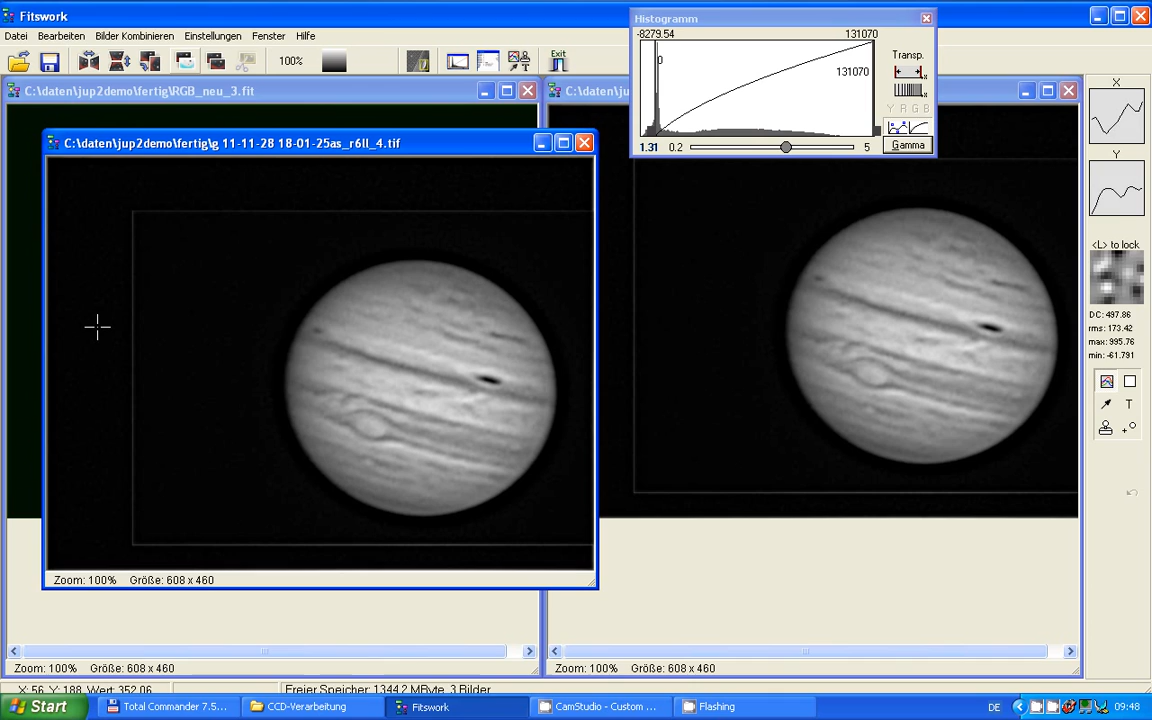 Fitswork
Datei Bearbeiten Bilder Kombinieren Einstellungen Fenster Hilfe
100%
Exit
Histogramm
-8279.54 131070
0
131070
Transp.
Y R G B
1.31 0.2 5 Gamma
C:\daten\jup2demo\fertig\RGB_neu_3.fit
C:\daten\ju
C:\daten\jup2demo\fertig\g 11-11-28 18-01-25as_r6ll_4.tif
Zoom: 100% Größe: 608 x 460
Zoom: 100% Größe: 608 x 460
Zoom: 100% Größe: 608 x 460
X
Y
<L> to lock
DC: 497.86
rms: 173.42
max: 995.76
min: -61.791
T
X: 56 Y: 188 Wert: 352.06
Freier Speicher: 1344.2 MByte 3 Bilder
Start
Total Commander 7.5...
CCD-Verarbeitung
Fitswork
CamStudio - Custom ...
Flashing
DE
09:48